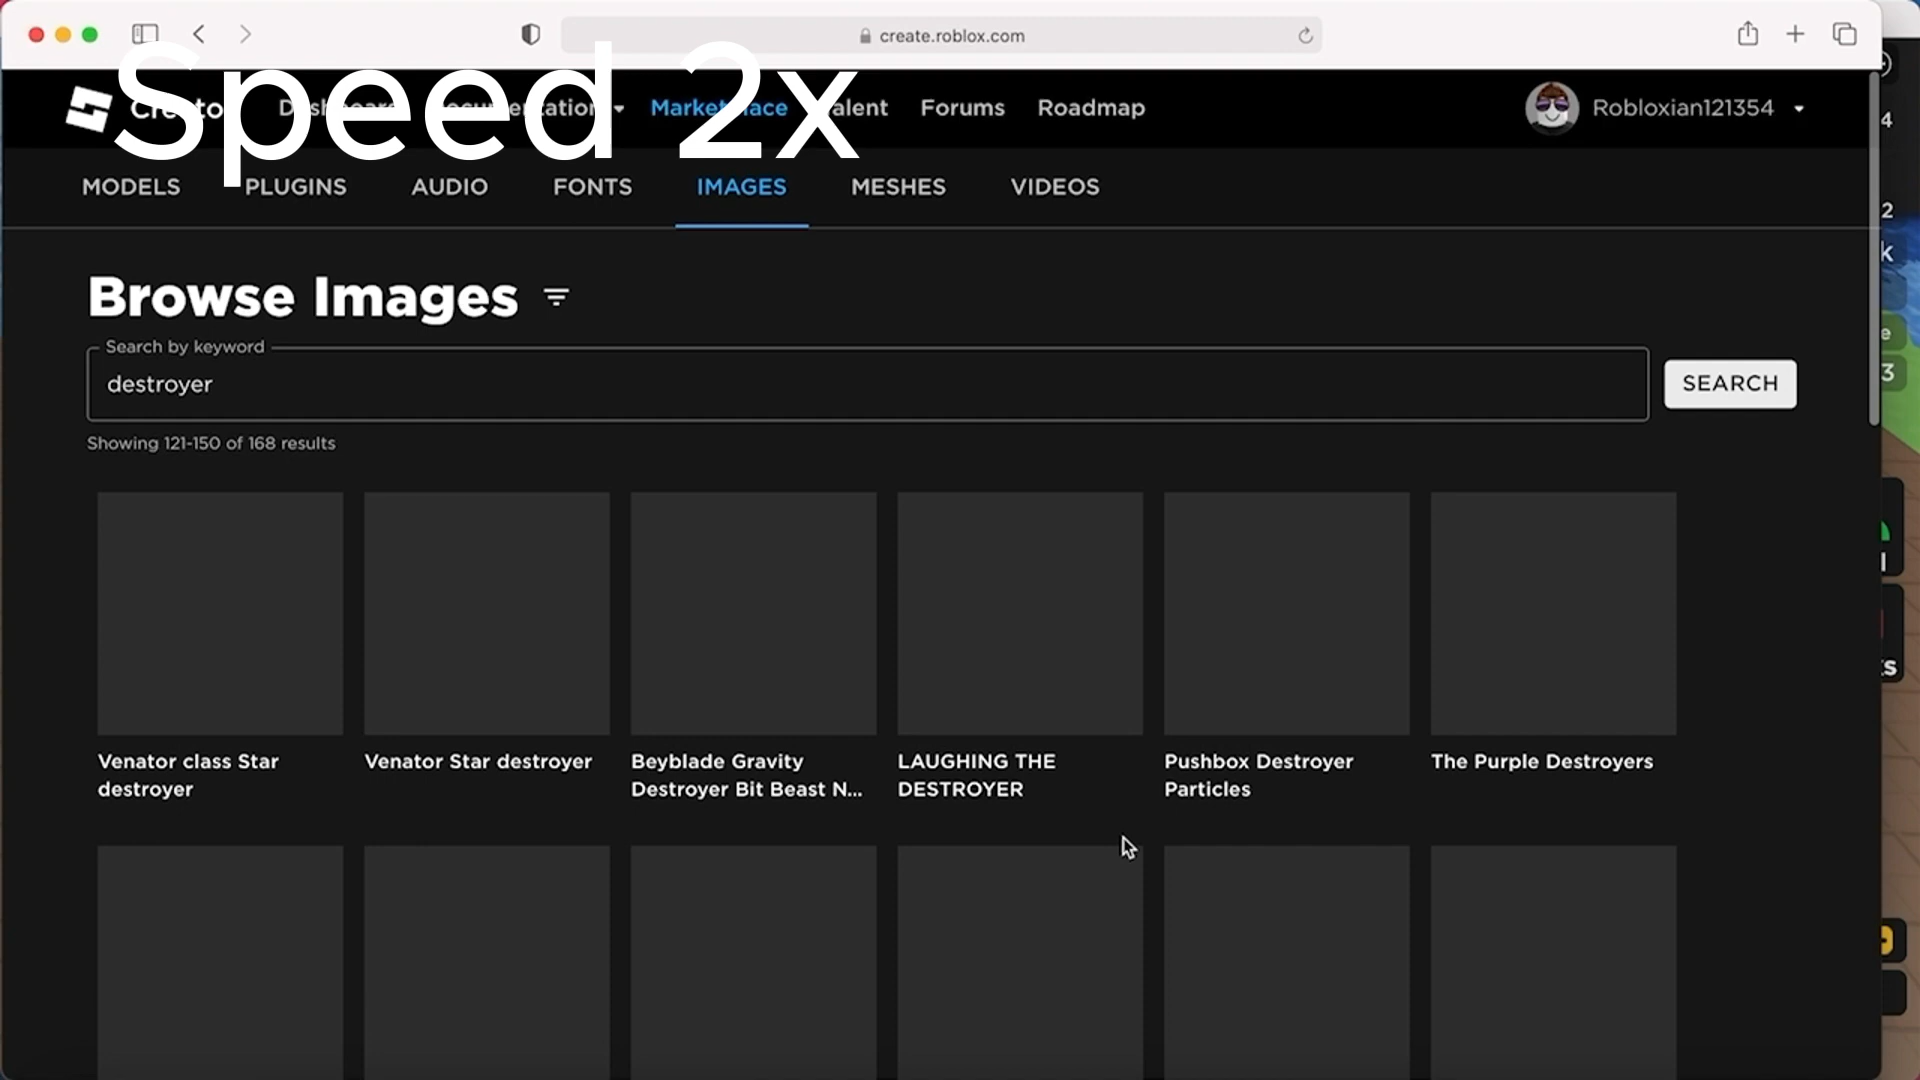 create.roblox.com
Speed 2x
Marketplace Talent Forums Roadmap
Robloxian121354
MODELS PLUGINS AUDIO FONTS IMAGES MESHES VIDEOS
Browse Images
Search by keyword
destroyer
SEARCH
Showing 121-150 of 168 results
Venator class Star
destroyer
Venator Star destroyer
Beyblade Gravity
Destroyer Bit Beast N...
LAUGHING THE
DESTROYER
Pushbox Destroyer
Particles
The Purple Destroyers